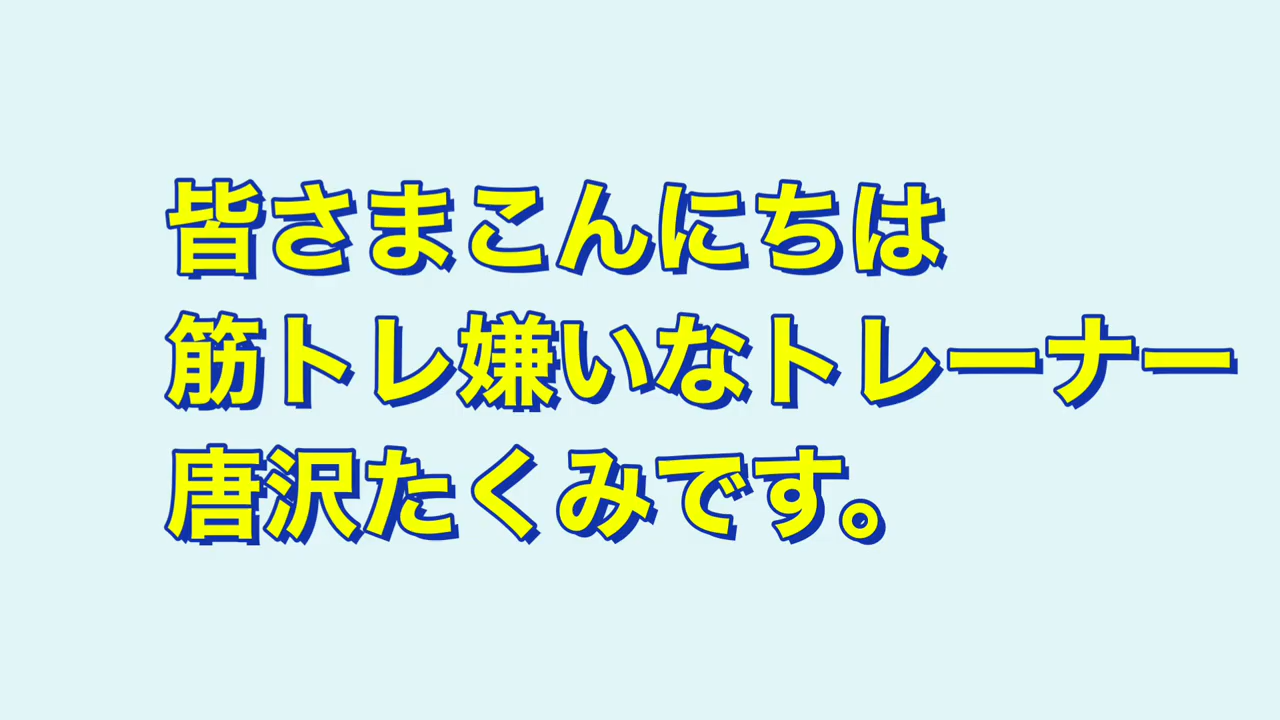 皆さまこんにちは
筋トレ嫌いなトレーナー
唐沢たくみです。